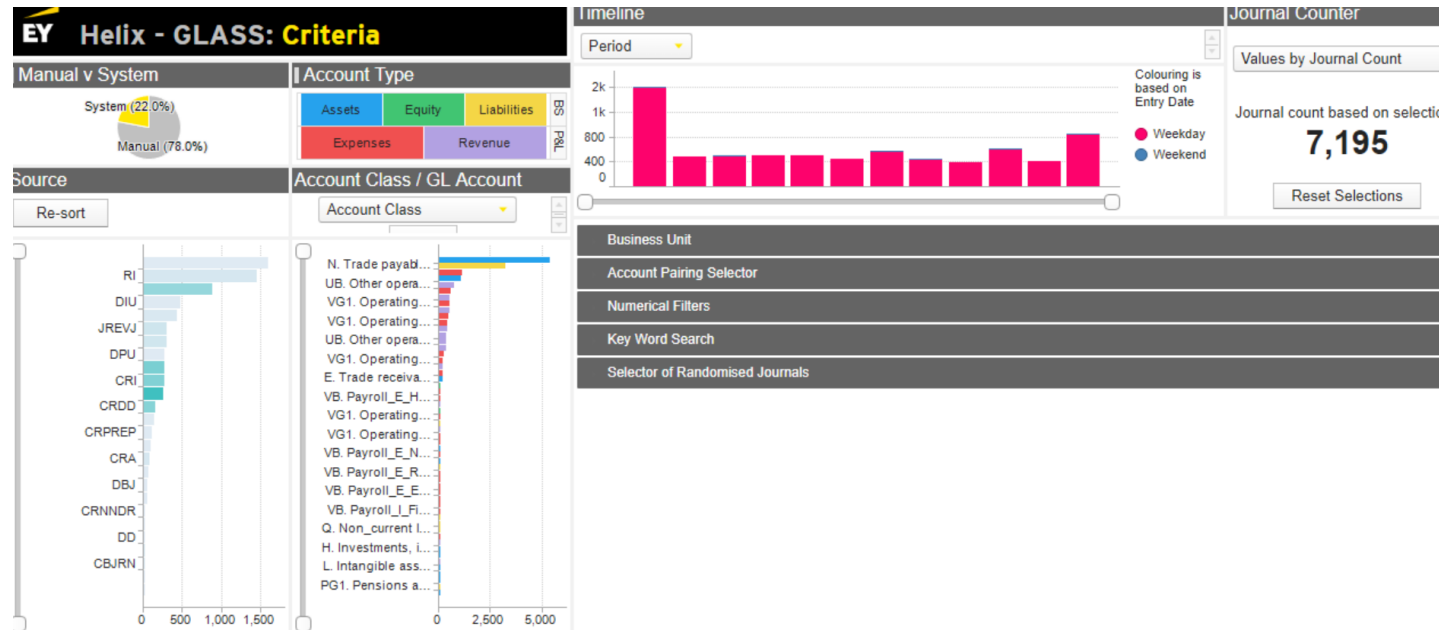 EY Helix - GLASS: Criteria
Manual v System
System (22.0%)
Manual (78.0%)
Account Type
Assets
Equity
Liabilities
BS
Expenses
Revenue
P&L
Source
Re-sort
RI
DIU
JREVJ
DPU
CRI
CRDD
CRPREP
CRA
DBJ
CRNNDR
DD
CBJRN
0 500 1,000 1,500
Account Class / GL Account
Account Class
N. Trade payabl...
UB. Other opera...
VG1. Operating...
VG1. Operating...
UB. Other opera...
VG1. Operating...
E. Trade receiva...
VB. Payroll_E_H...
VG1. Operating...
VG1. Operating...
VB. Payroll_E_N...
VB. Payroll_E_R...
VB. Payroll_E_E...
VB. Payroll_I_Fi...
Q. Non_current l...
H. Investments, i...
L. Intangible ass...
PG1. Pensions a...
0 2,500 5,000
Timeline
Period
2k
1k
800
400
0
Colouring is
based on
Entry Date
Weekday
Weekend
Journal Counter
Values by Journal Count
Journal count based on selectio
7,195
Reset Selections
Business Unit
Account Pairing Selector
Numerical Filters
Key Word Search
Selector of Randomised Journals